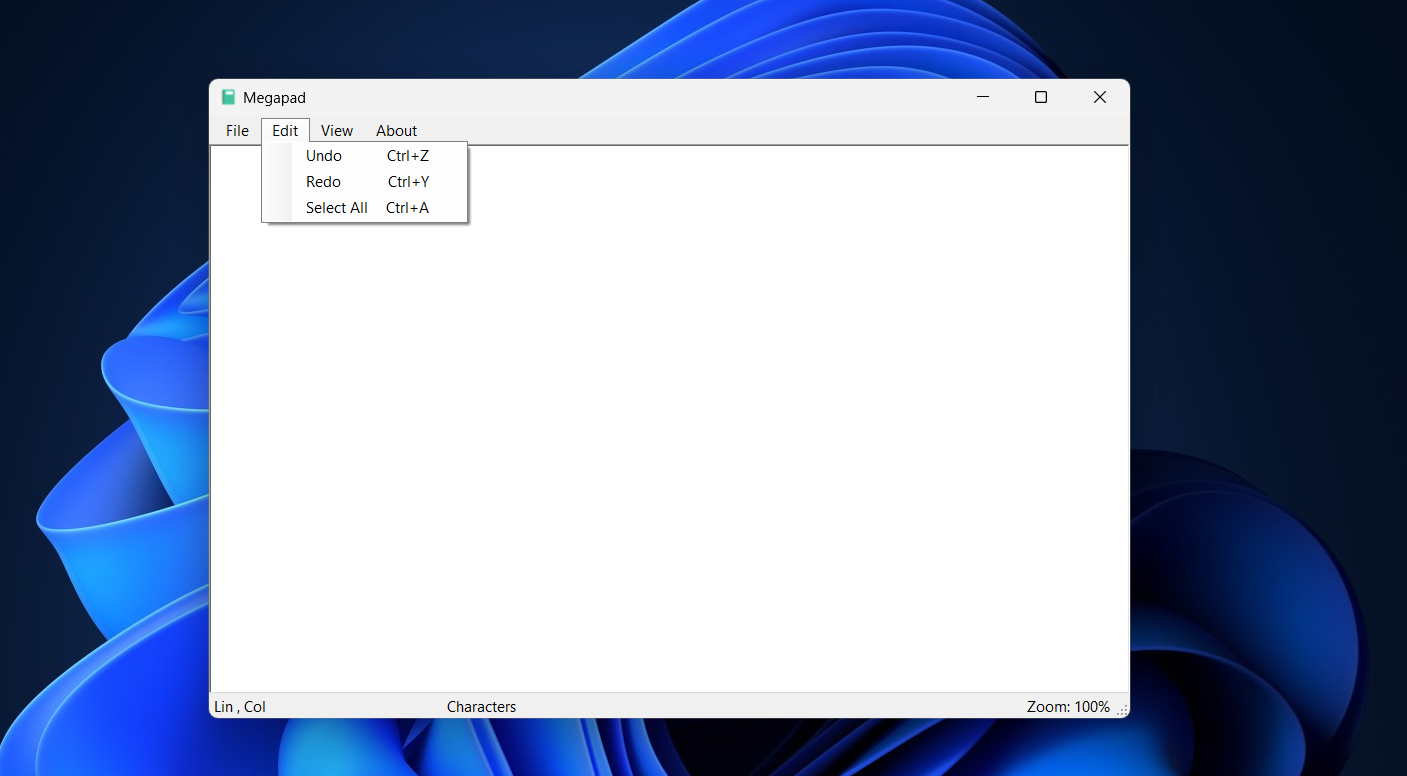 Megapad
File Edit View About
Undo Ctrl+Z
Redo Ctrl+Y
Select All Ctrl+A
Lin , Col Characters Zoom: 100%